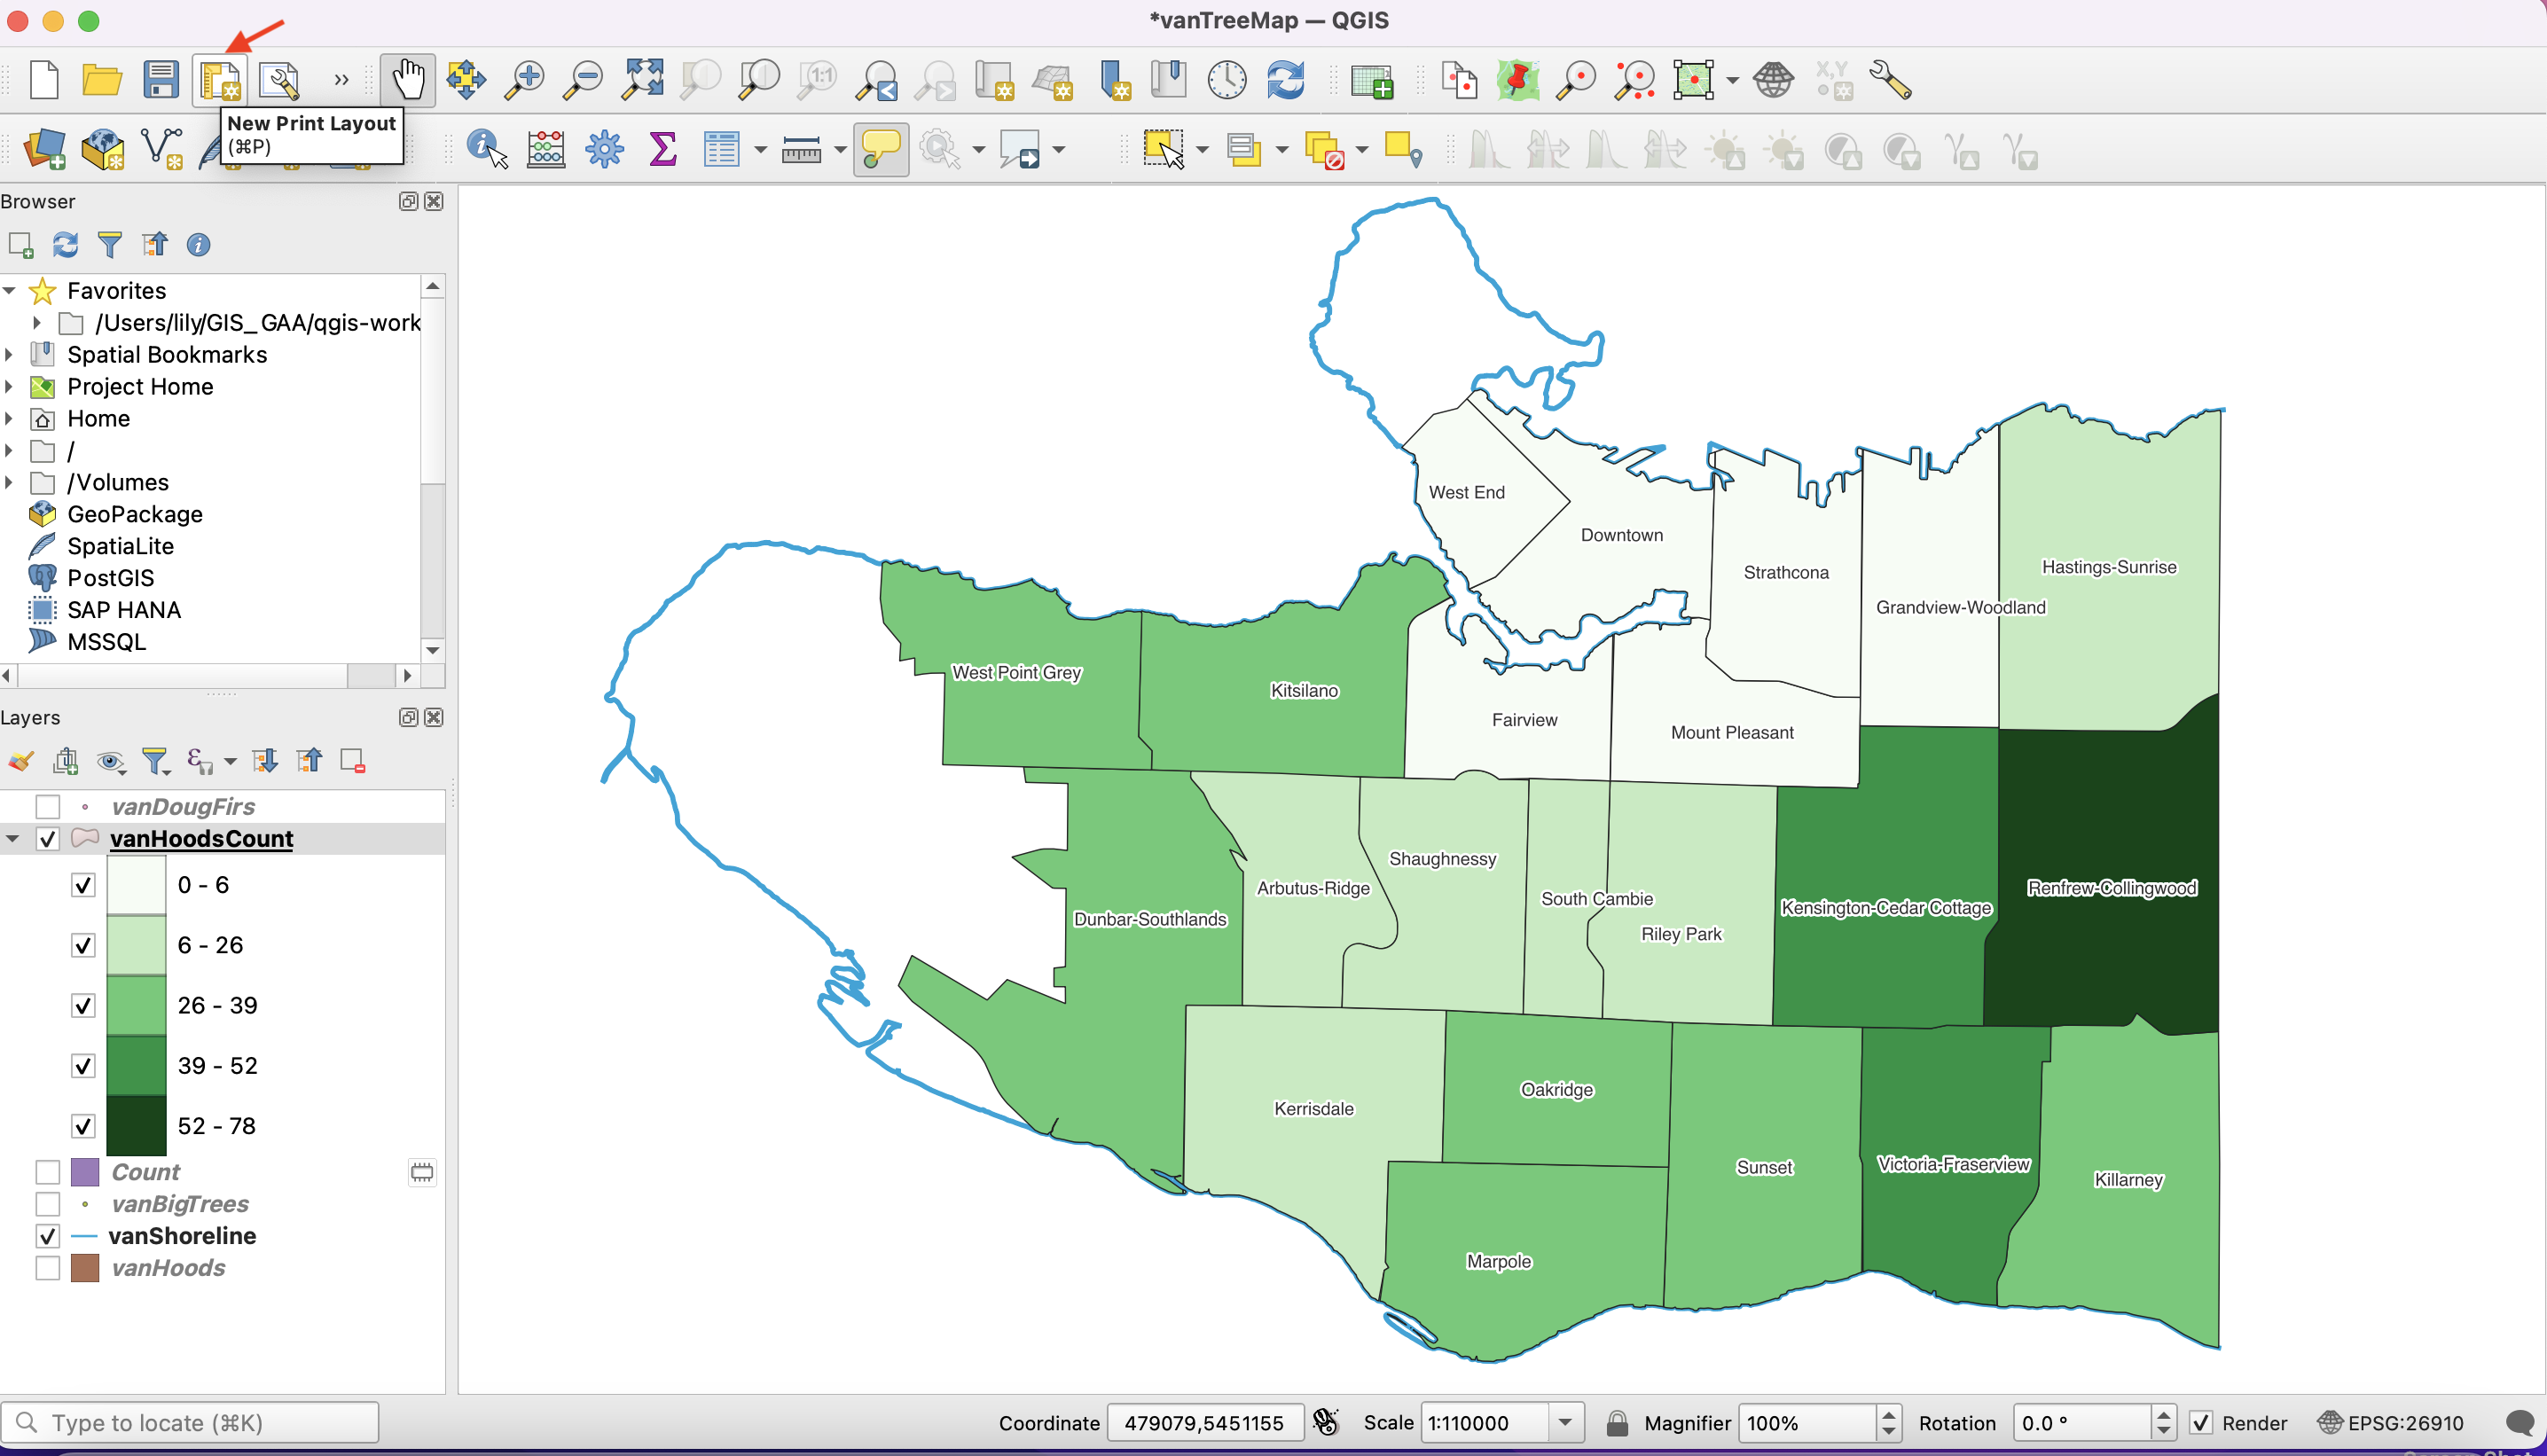 *vanTreeMap — QGIS
1:1
X,Y
New Print Layout
(⌘P)
Browser
Favorites
/Users/lily/GIS_GAA/qgis-work
Spatial Bookmarks
Project Home
Home
/
/Volumes
GeoPackage
SpatiaLite
PostGIS
SAP HANA
MSSQL
Layers
vanDougFirs
vanHoodsCount
0 - 6
6 - 26
26 - 39
39 - 52
52 - 78
Count
vanBigTrees
vanShoreline
vanHoods
West End
Downtown
Strathcona
Hastings-Sunrise
Grandview-Woodland
West Point Grey
Kitsilano
Fairview
Mount Pleasant
Shaughnessy
Arbutus-Ridge
South Cambie
Renfrew-Collingwood
Kensington-Cedar Cottage
Dunbar-Southlands
Riley Park
Oakridge
Kerrisdale
Sunset
Victoria-Fraserview
Killarney
Marpole
Type to locate (⌘K)
Coordinate 479079,5451155 Scale 1:110000 Magnifier 100% Rotation 0.0 ° Render EPSG:26910